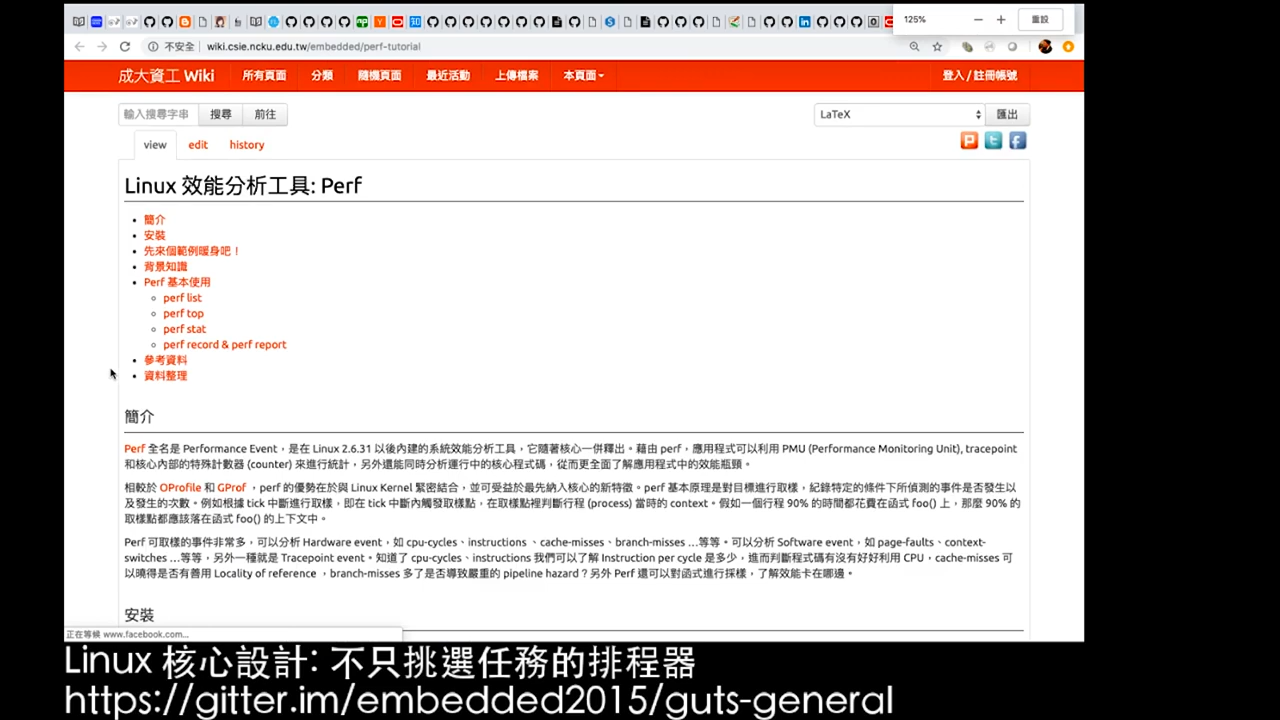 125%
重設
不安全
wiki.csie.ncku.edu.tw/embedded/perf-tutorial
成大資工 Wiki 所有頁面 分類 隨機頁面 最近活動 上傳檔案 本頁面 登入 / 註冊帳號
輸入搜尋字串 搜尋 前往 LaTeX 匯出
view edit history
Linux 效能分析工具: Perf
簡介
安裝
先來個範例暖身吧！
背景知識
Perf 基本使用
perf list
perf top
perf stat
perf record & perf report
參考資料
資料整理
簡介
Perf 全名是 Performance Event，是在 Linux 2.6.31 以後內建的系統效能分析工具，它隨著核心一併釋出。藉由 perf，應用程式可以利用 PMU (Performance Monitoring Unit), tracepoint
和核心內部的特殊計數器 (counter) 來進行統計，另外還能同時分析運行中的核心程式碼，從而更全面了解應用程式中的效能瓶頸。
相較於 OProfile 和 GProf ，perf 的優勢在於與 Linux Kernel 緊密結合，並可受益於最先納入核心的新特徵。perf 基本原理是對目標進行取樣，紀錄特定的條件下所偵測的事件是否發生以
及發生的次數。例如根據 tick 中斷進行取樣，即在 tick 中斷內觸發取樣點，在取樣點裡判斷行程 (process) 當時的 context。假如一個行程 90% 的時間都花費在函式 foo() 上，那麼 90% 的
取樣點都應該落在函式 foo() 的上下文中。
Perf 可取樣的事件非常多，可以分析 Hardware event，如 cpu-cycles、instructions 、cache-misses、branch-misses …等等。可以分析 Software event，如 page-faults、context-
switches …等等，另外一種就是 Tracepoint event。知道了 cpu-cycles、instructions 我們可以了解 Instruction per cycle 是多少，進而判斷程式碼有沒有好好利用 CPU，cache-misses 可
以曉得是否有善用 Locality of reference ，branch-misses 多了是否導致嚴重的 pipeline hazard？另外 Perf 還可以對函式進行採樣，了解效能卡在哪邊。
安裝
正在等候 www.facebook.com...
Linux 核心設計: 不只挑選任務的排程器
https://gitter.im/embedded2015/guts-general